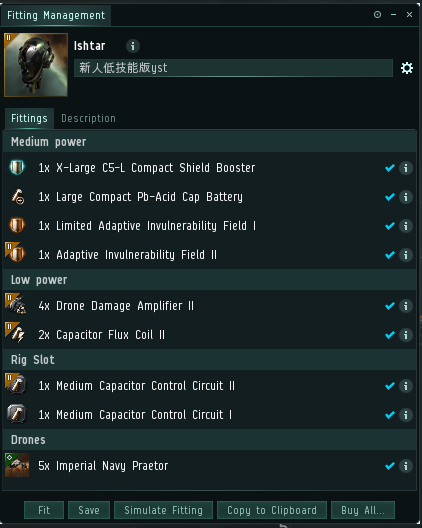 Fitting Management
Ishtar
新人低技能版yst
Fittings Description
Medium power
1x X-Large C5-L Compact Shield Booster
1x Large Compact Pb-Acid Cap Battery
1x Limited Adaptive Invulnerability Field I
1x Adaptive Invulnerability Field II
Low power
4x Drone Damage Amplifier II
2x Capacitor Flux Coil II
Rig Slot
1x Medium Capacitor Control Circuit II
1x Medium Capacitor Control Circuit I
Drones
5x Imperial Navy Praetor
Fit Save Simulate Fitting Copy to Clipboard Buy All...